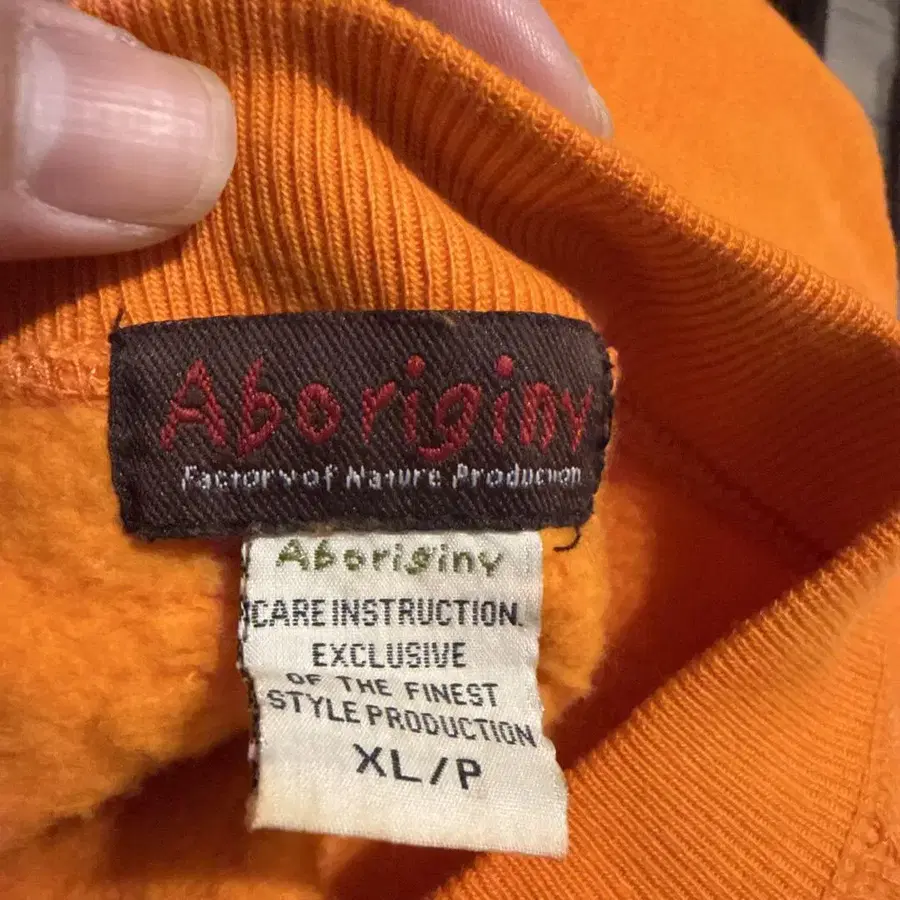 Aboriginy
Factory of Nature Production
Aboriginy
CARE INSTRUCTION.
EXCLUSIVE
OF THE FINEST
STYLE PRODUCTION
XL/P